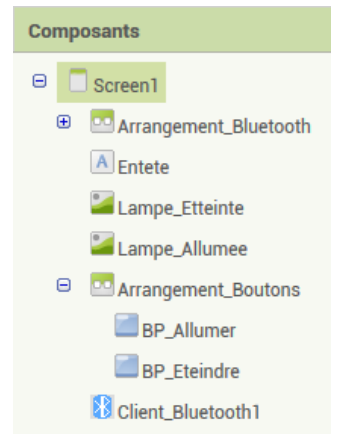 Composants
Screen1
Arrangement_Bluetooth
A Entete
Lampe_Etteinte
Lampe_Allumee
Arrangement_Boutons
BP_Allumer
BP_Eteindre
Client_Bluetooth1